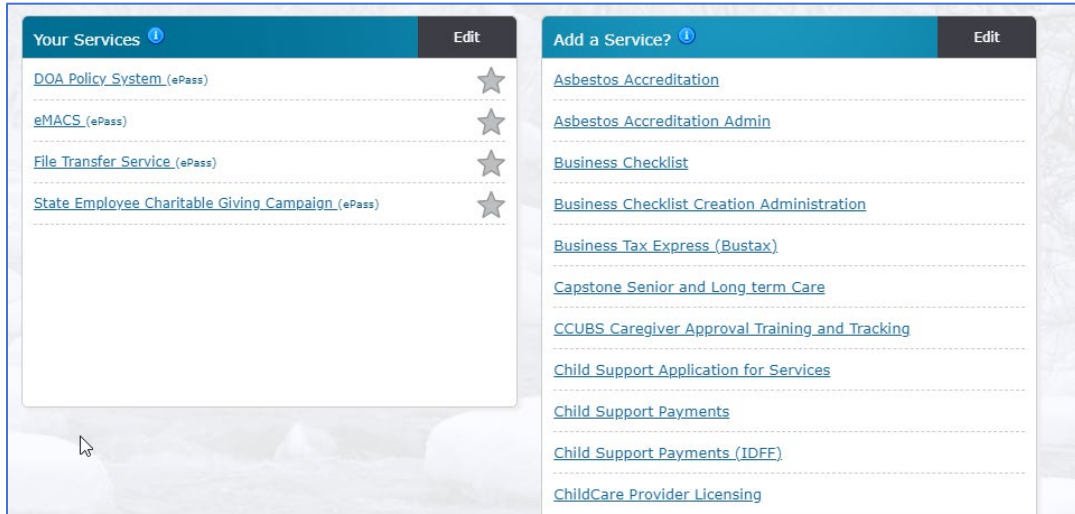 Your Services
Edit
DOA Policy System (ePass)
eMACS (ePass)
File Transfer Service (ePass)
State Employee Charitable Giving Campaign (ePass)
Add a Service?
Edit
Asbestos Accreditation
Asbestos Accreditation Admin
Business Checklist
Business Checklist Creation Administration
Business Tax Express (Bustax)
Capstone Senior and Long term Care
CCUBS Caregiver Approval Training and Tracking
Child Support Application for Services
Child Support Payments
Child Support Payments (IDFF)
ChildCare Provider Licensing